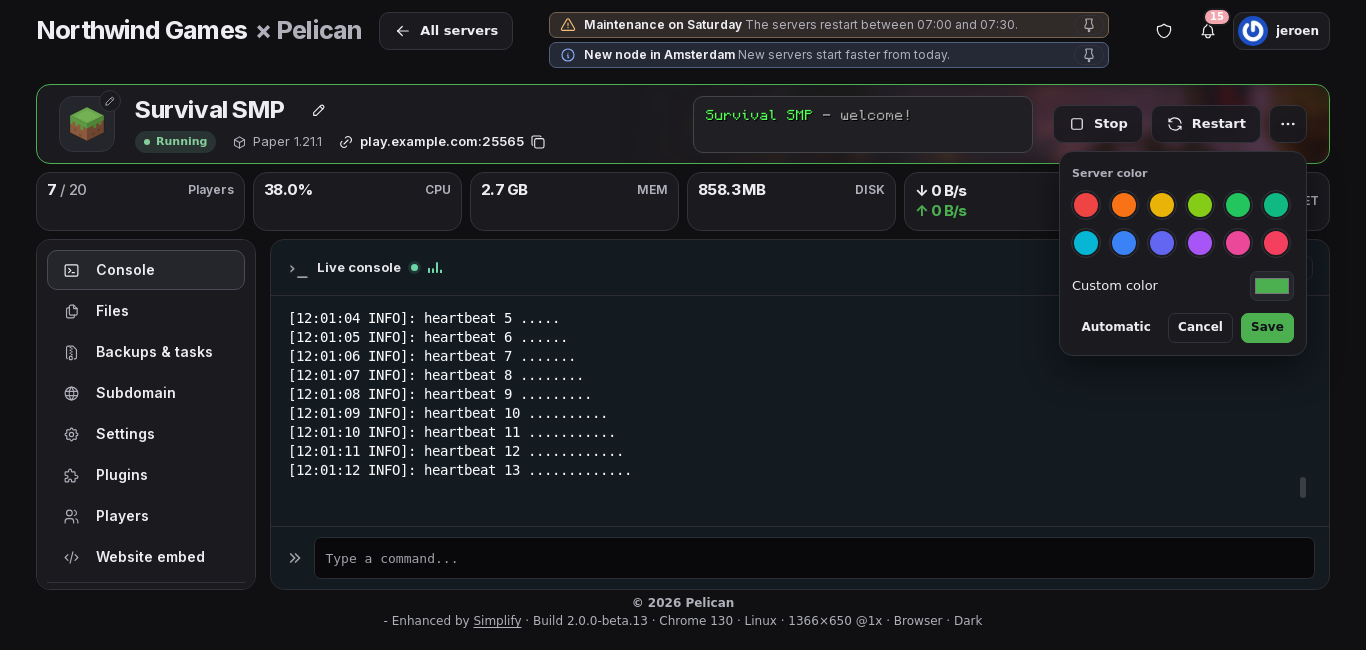 Northwind Games × Pelican
All servers
Maintenance on Saturday The servers restart between 07:00 and 07:30.
New node in Amsterdam New servers start faster from today.
15
jeroen
Survival SMP
Running
Paper 1.21.1
play.example.com:25565
Survival SMP - welcome!
Stop
Restart
7 / 20
Players
38.0%
CPU
2.7 GB
MEM
858.3 MB
DISK
↓ 0 B/s
↑ 0 B/s
ET
Server color
Custom color
Automatic
Cancel
Save
Console
Files
Backups & tasks
Subdomain
Settings
Plugins
Players
Website embed
Live console
[12:01:04 INFO]: heartbeat 5 .....
[12:01:05 INFO]: heartbeat 6 ......
[12:01:06 INFO]: heartbeat 7 .......
[12:01:07 INFO]: heartbeat 8 ........
[12:01:08 INFO]: heartbeat 9 .........
[12:01:09 INFO]: heartbeat 10 ..........
[12:01:10 INFO]: heartbeat 11 ...........
[12:01:11 INFO]: heartbeat 12 ............
[12:01:12 INFO]: heartbeat 13 .............
Type a command...
© 2026 Pelican
- Enhanced by Simplify · Build 2.0.0-beta.13 · Chrome 130 · Linux · 1366×650 @1x · Browser · Dark